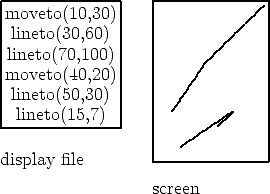 moveto(10,30)
lineto(30,60)
lineto(70,100)
moveto(40,20)
lineto(50,30)
lineto(15,7)
display file
screen